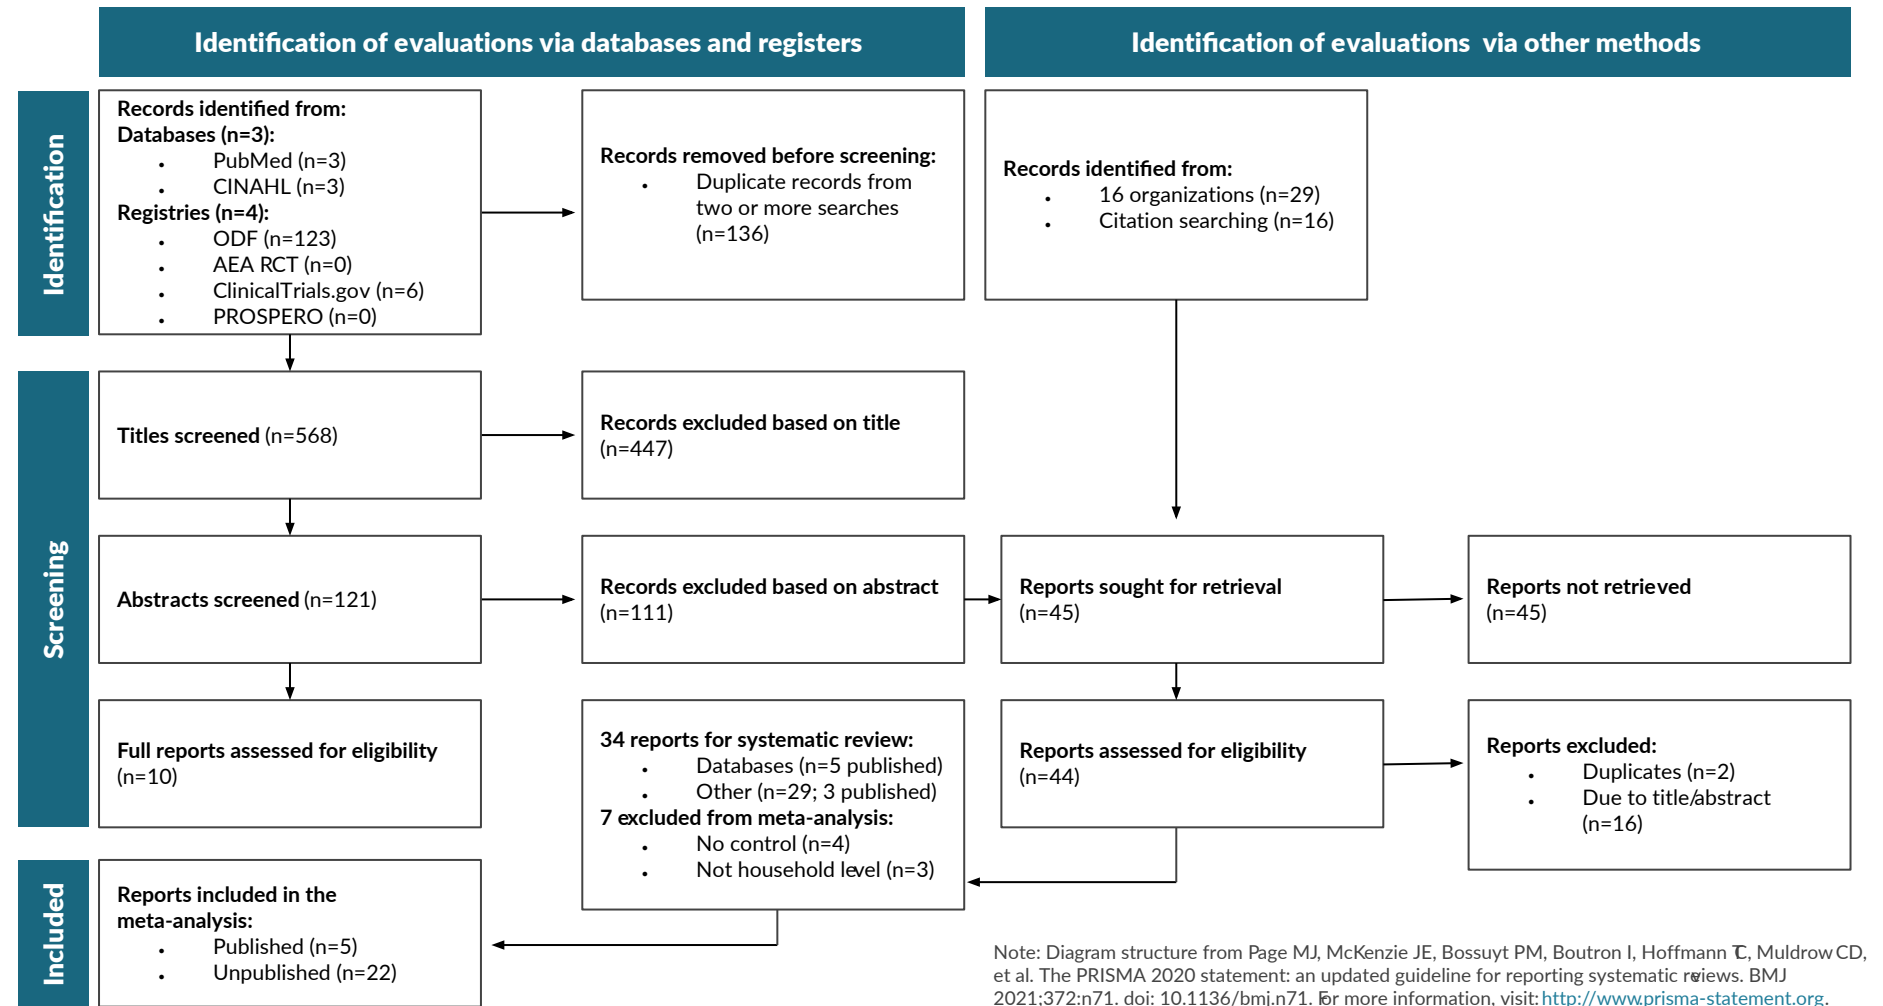 Identification of evaluations via databases and registers
Identification of evaluations via other methods
Identification
Records identified from:
Databases (n=3):
• PubMed (n=3)
• CINAHL (n=3)
Registries (n=4):
• ODF (n=123)
• AEA RCT (n=0)
• ClinicalTrials.gov (n=6)
• PROSPERO (n=0)
Records removed before screening:
• Duplicate records from
two or more searches
(n=136)
Records identified from:
• 16 organizations (n=29)
• Citation searching (n=16)
Screening
Titles screened (n=568)
Records excluded based on title
(n=447)
Abstracts screened (n=121)
Records excluded based on abstract
(n=111)
Reports sought for retrieval
(n=45)
Reports not retrieved
(n=45)
Full reports assessed for eligibility
(n=10)
34 reports for systematic review:
• Databases (n=5 published)
• Other (n=29; 3 published)
7 excluded from meta-analysis:
• No control (n=4)
• Not household level (n=3)
Reports assessed for eligibility
(n=44)
Reports excluded:
• Duplicates (n=2)
• Due to title/abstract
(n=16)
Included
Reports included in the
meta-analysis:
• Published (n=5)
• Unpublished (n=22)
Note: Diagram structure from Page MJ, McKenzie JE, Bossuyt PM, Boutron I, Hoffmann TC, Muldrow CD,
et al. The PRISMA 2020 statement: an updated guideline for reporting systematic reviews. BMJ
2021;372:n71. doi: 10.1136/bmj.n71. For more information, visit: http://www.prisma-statement.org.